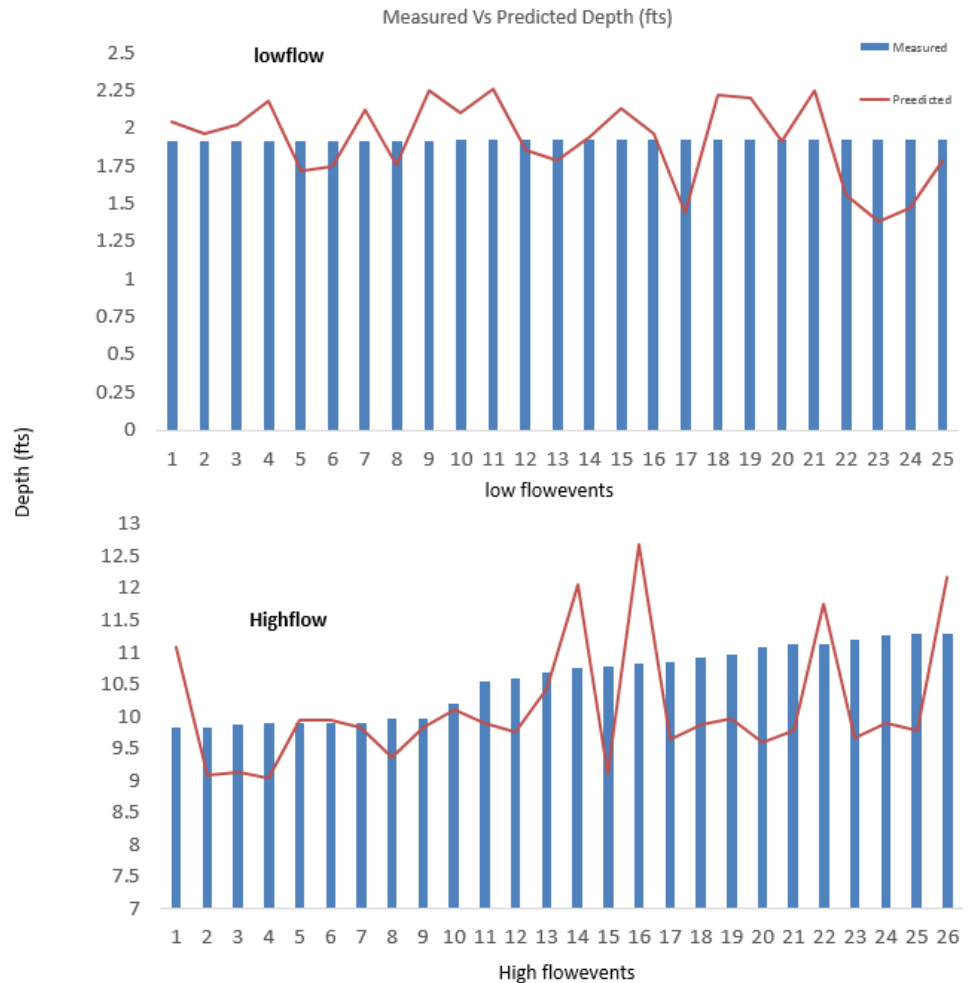 Measured Vs Predicted Depth (fts)
lowflow
Measured
Preedicted
2.5
2.25
2
1.75
1.5
1.25
1
0.75
0.5
0.25
0
1 2 3 4 5 6 7 8 9 10 11 12 13 14 15 16 17 18 19 20 21 22 23 24 25
low flowevents
Depth (fts)
Highflow
13
12.5
12
11.5
11
10.5
10
9.5
9
8.5
8
7.5
7
1 2 3 4 5 6 7 8 9 10 11 12 13 14 15 16 17 18 19 20 21 22 23 24 25 26
High flowevents